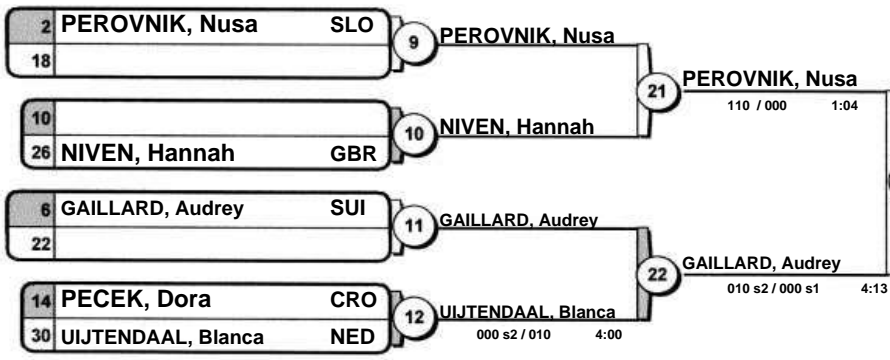 2 PEROVNIK, Nusa SLO
18
9
PEROVNIK, Nusa
10
26 NIVEN, Hannah GBR
10
NIVEN, Hannah
21
PEROVNIK, Nusa
110 / 000 1:04
6 GAILLARD, Audrey SUI
22
11
GAILLARD, Audrey
14 PECEK, Dora CRO
30 UIJTENDAAL, Blanca NED
12
UIJTENDAAL, Blanca
000 s2 / 010 4:00
22
GAILLARD, Audrey
010 s2 / 000 s1 4:13